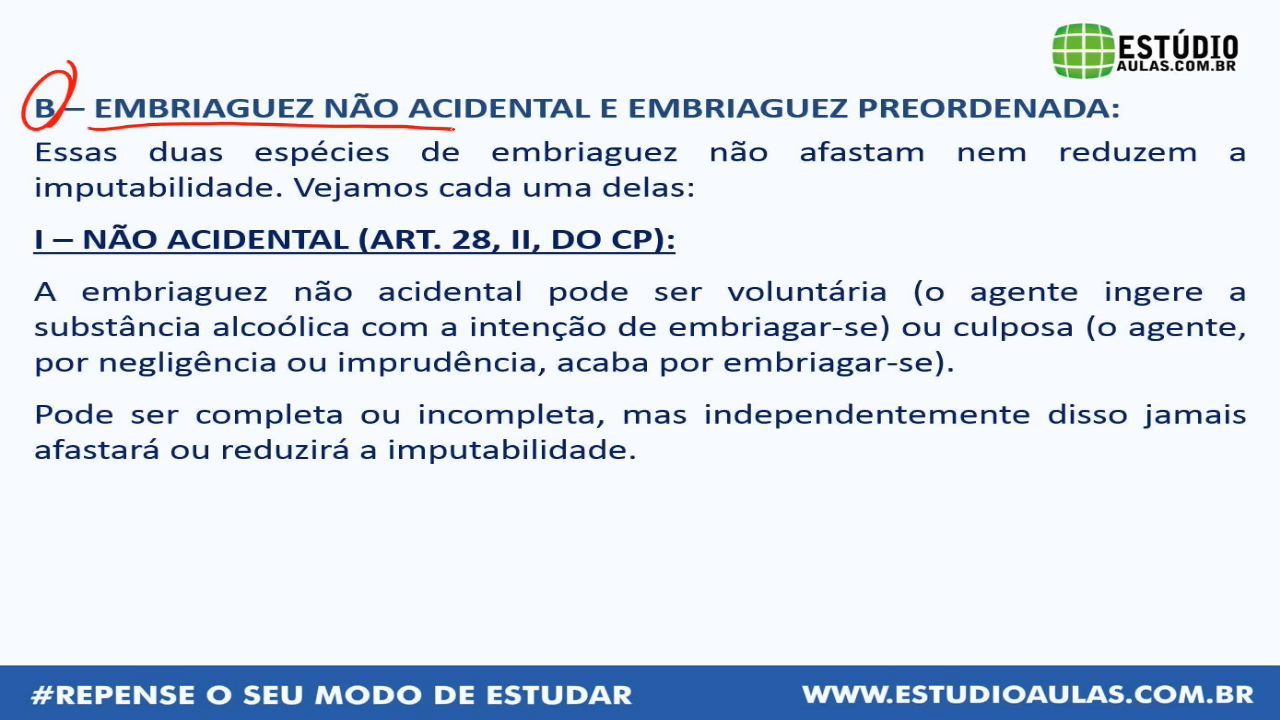 ESTÚDIO
AULAS.COM.BR
B – EMBRIAGUEZ NÃO ACIDENTAL E EMBRIAGUEZ PREORDENADA:
Essas duas espécies de embriaguez não afastam nem reduzem a
imputabilidade. Vejamos cada uma delas:
I – NÃO ACIDENTAL (ART. 28, II, DO CP):
A embriaguez não acidental pode ser voluntária (o agente ingere a
substância alcoólica com a intenção de embriagar-se) ou culposa (o agente,
por negligência ou imprudência, acaba por embriagar-se).
Pode ser completa ou incompleta, mas independentemente disso jamais
afastará ou reduzirá a imputabilidade.
#REPENSE O SEU MODO DE ESTUDAR
WWW.ESTUDIOAULAS.COM.BR